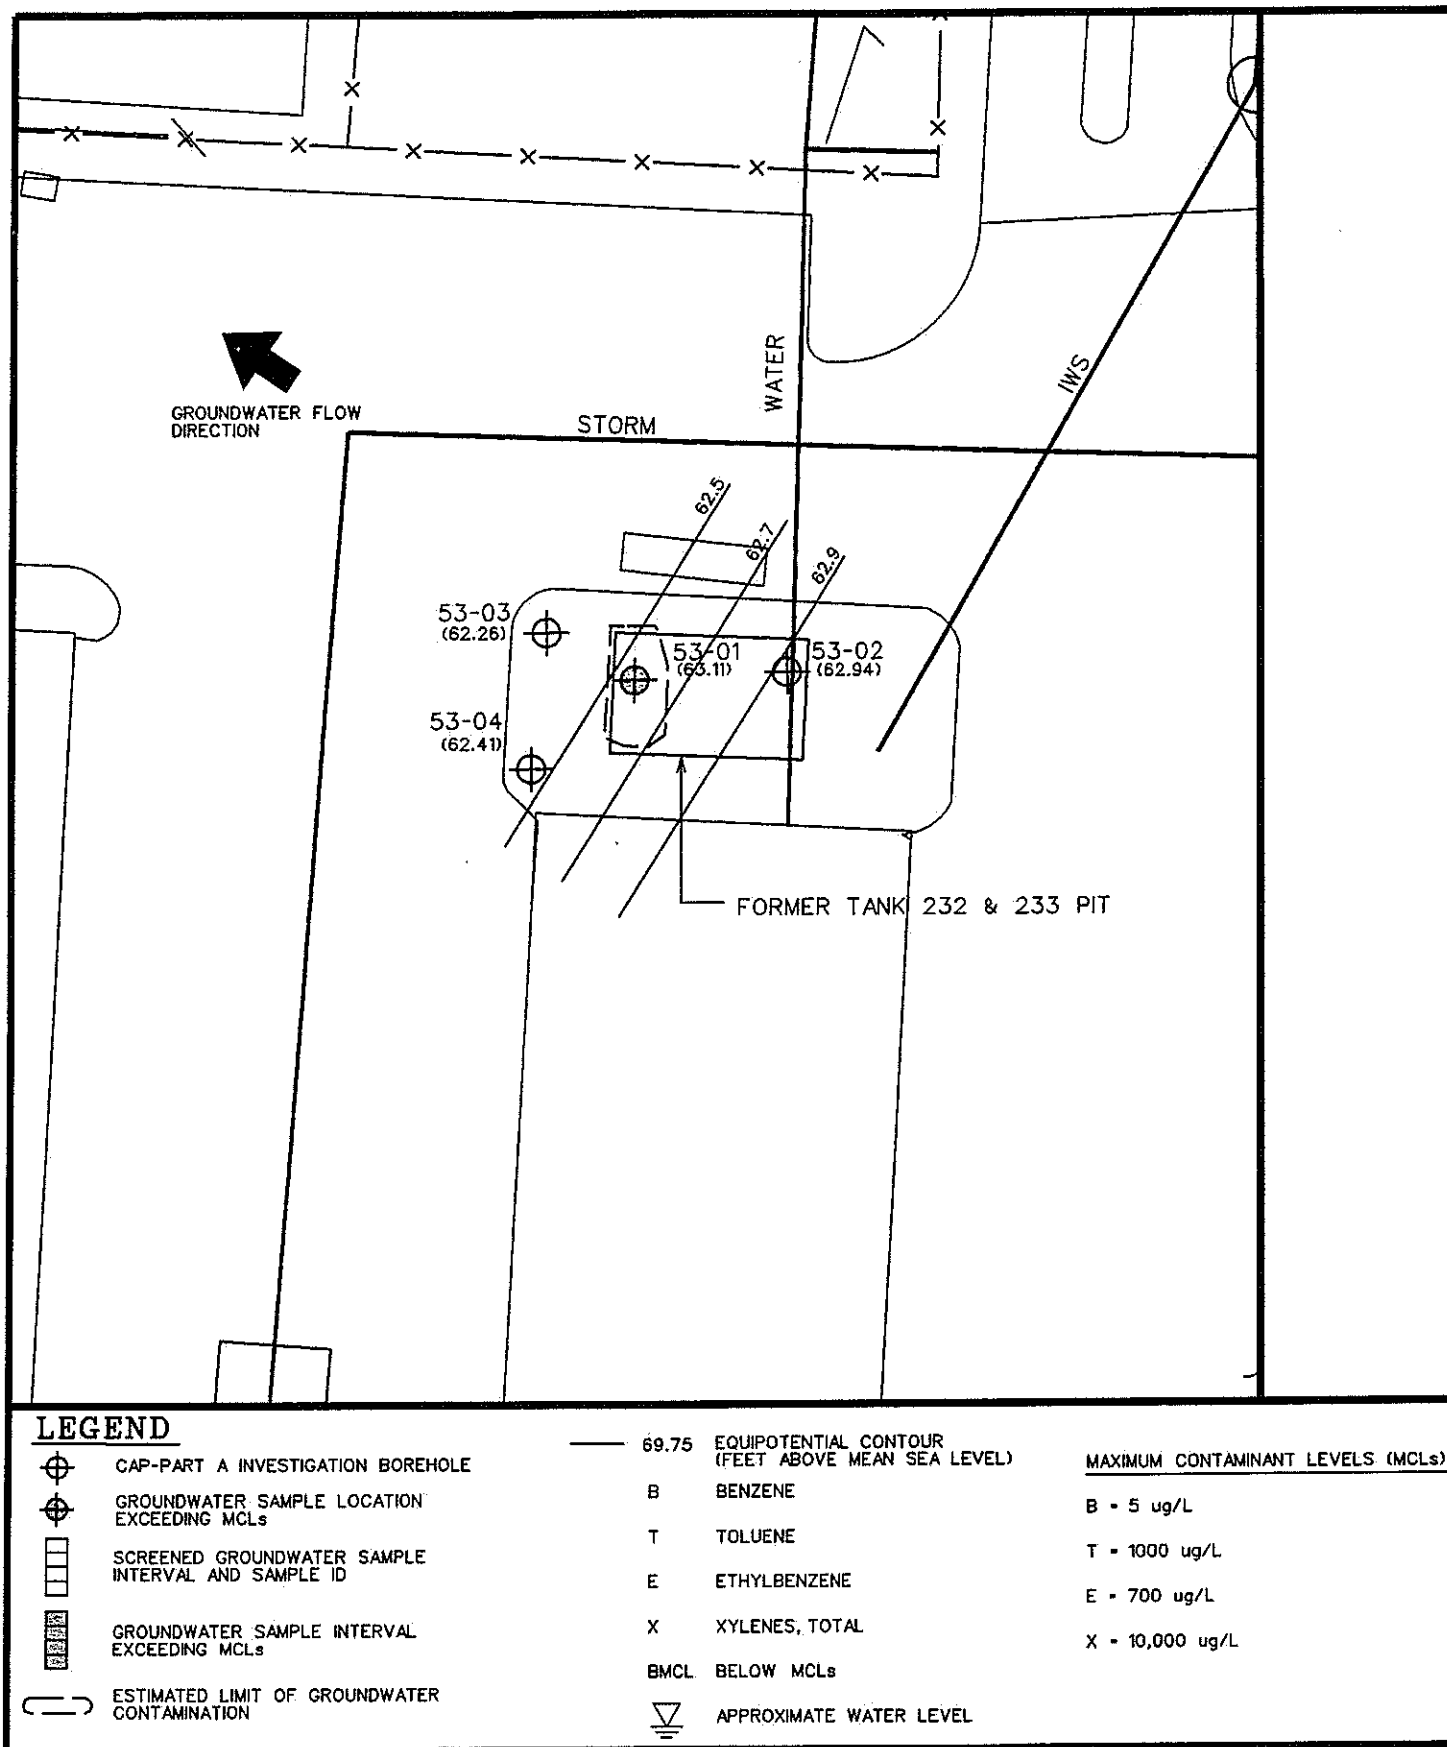 WATER
IWS
GROUNDWATER FLOW
DIRECTION
STORM
62.5
62.7
62.9
53-03
(62.26)
53-01
(63.11)
53-02
(62.94)
53-04
(62.41)
FORMER TANK 232 & 233 PIT
LEGEND
CAP-PART A INVESTIGATION BOREHOLE
GROUNDWATER SAMPLE LOCATION
EXCEEDING MCLs
SCREENED GROUNDWATER SAMPLE
INTERVAL AND SAMPLE ID
GROUNDWATER SAMPLE INTERVAL
EXCEEDING MCLs
ESTIMATED LIMIT OF GROUNDWATER
CONTAMINATION
69.75 EQUIPOTENTIAL CONTOUR
(FEET ABOVE MEAN SEA LEVEL)
B BENZENE
T TOLUENE
E ETHYLBENZENE
X XYLENES, TOTAL
BMCL BELOW MCLs
APPROXIMATE WATER LEVEL
MAXIMUM CONTAMINANT LEVELS (MCLs)
B = 5 ug/L
T = 1000 ug/L
E = 700 ug/L
X = 10,000 ug/L